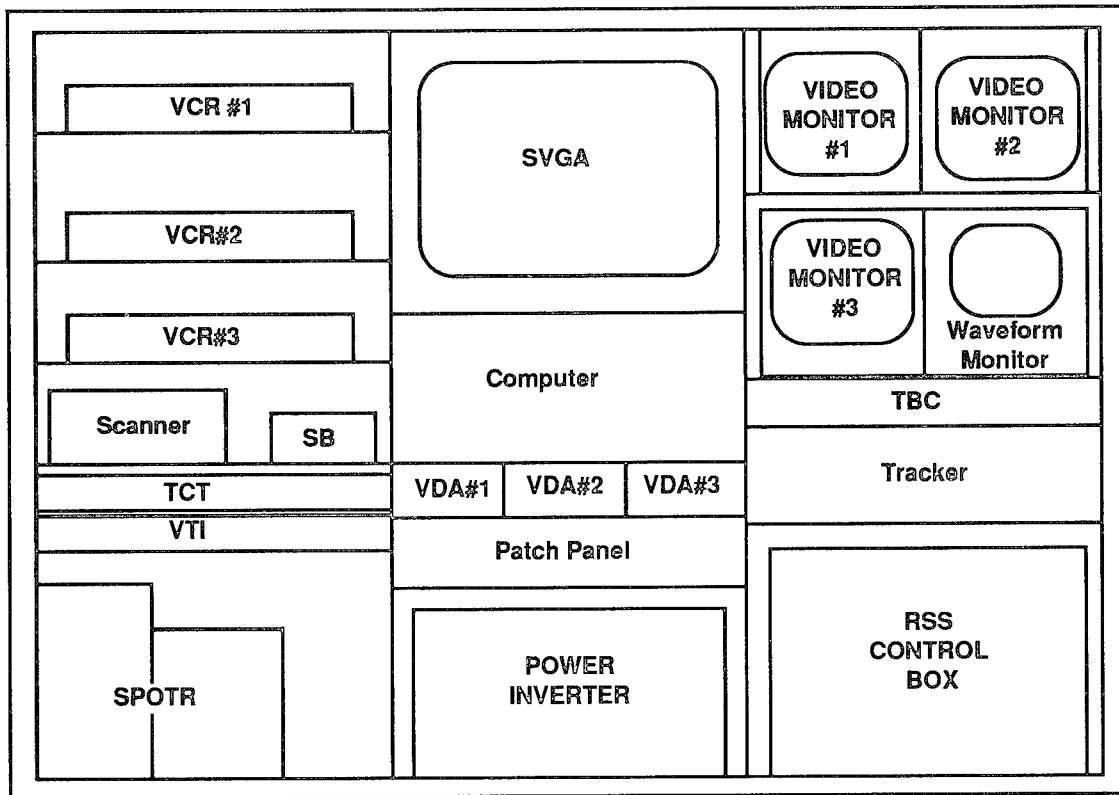 VCR #1
VCR#2
VCR#3
Scanner
SB
TCT
VTI
SPOTR
SVGA
Computer
VDA#1
VDA#2
VDA#3
Patch Panel
POWER
INVERTER
VIDEO
MONITOR
#1
VIDEO
MONITOR
#2
VIDEO
MONITOR
#3
Waveform
Monitor
TBC
Tracker
RSS
CONTROL
BOX